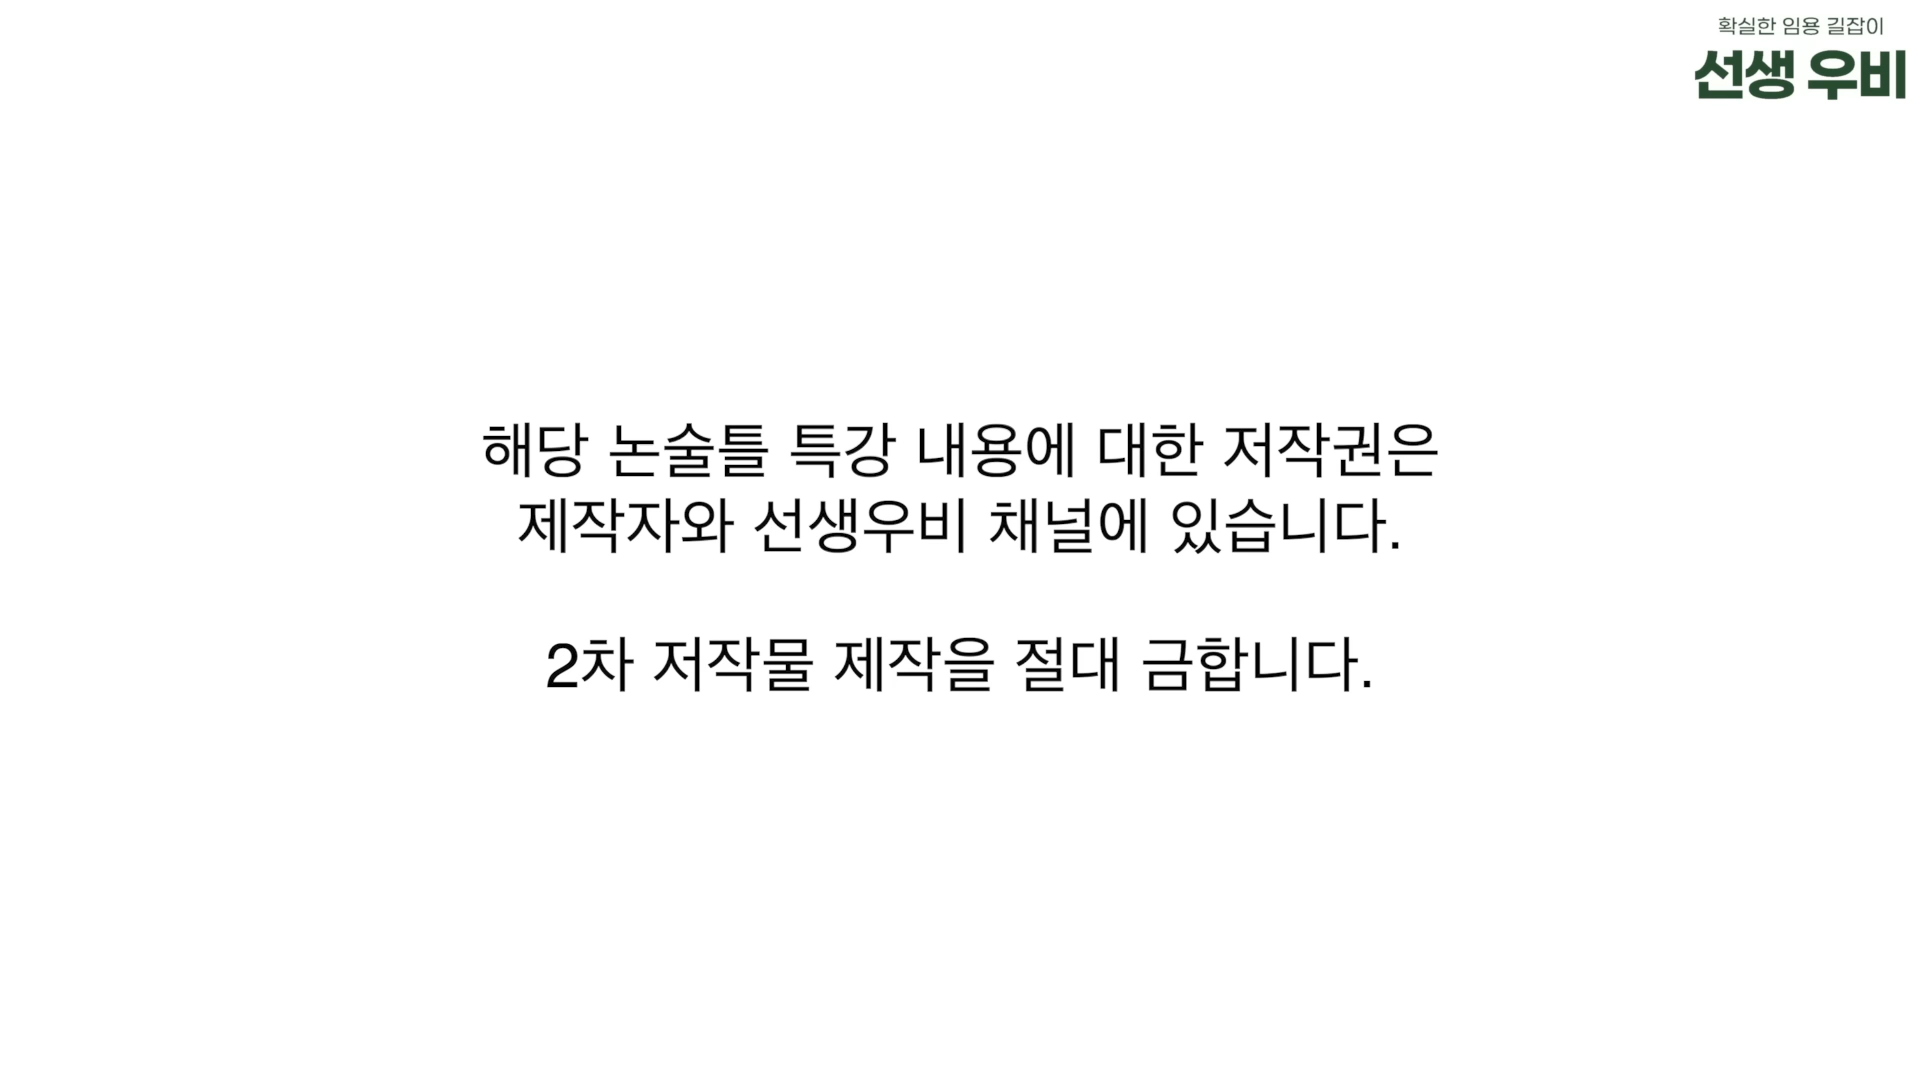 확실한 임용 길잡이
선생 우비
해당 논술틀 특강 내용에 대한 저작권은
제작자와 선생우비 채널에 있습니다.
2차 저작물 제작을 절대 금합니다.